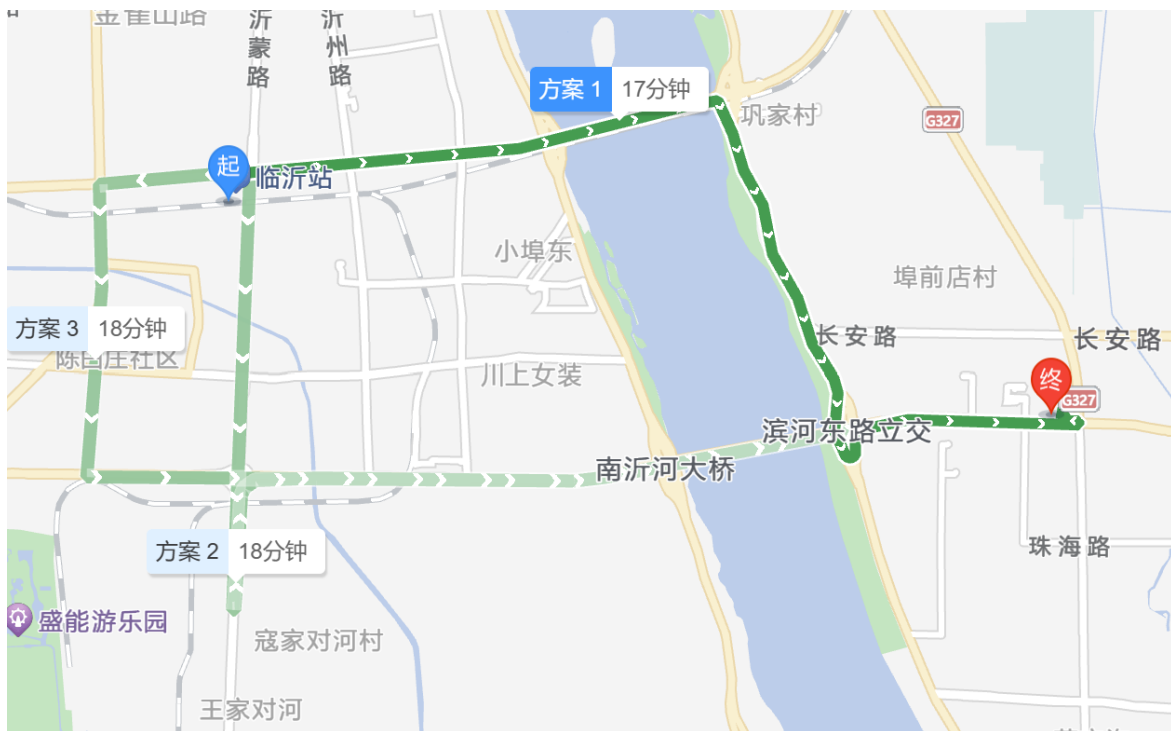 金雀山路
沂蒙路
沂州路
方案 1 17分钟
巩家村
G327
起
临沂站
小埠东
埠前店村
方案 3 18分钟
长安路
长安路
陈白庄社区
川上女装
终
G327
滨河东路立交
南沂河大桥
方案 2 18分钟
珠海路
盛能游乐园
寇家对河村
王家对河